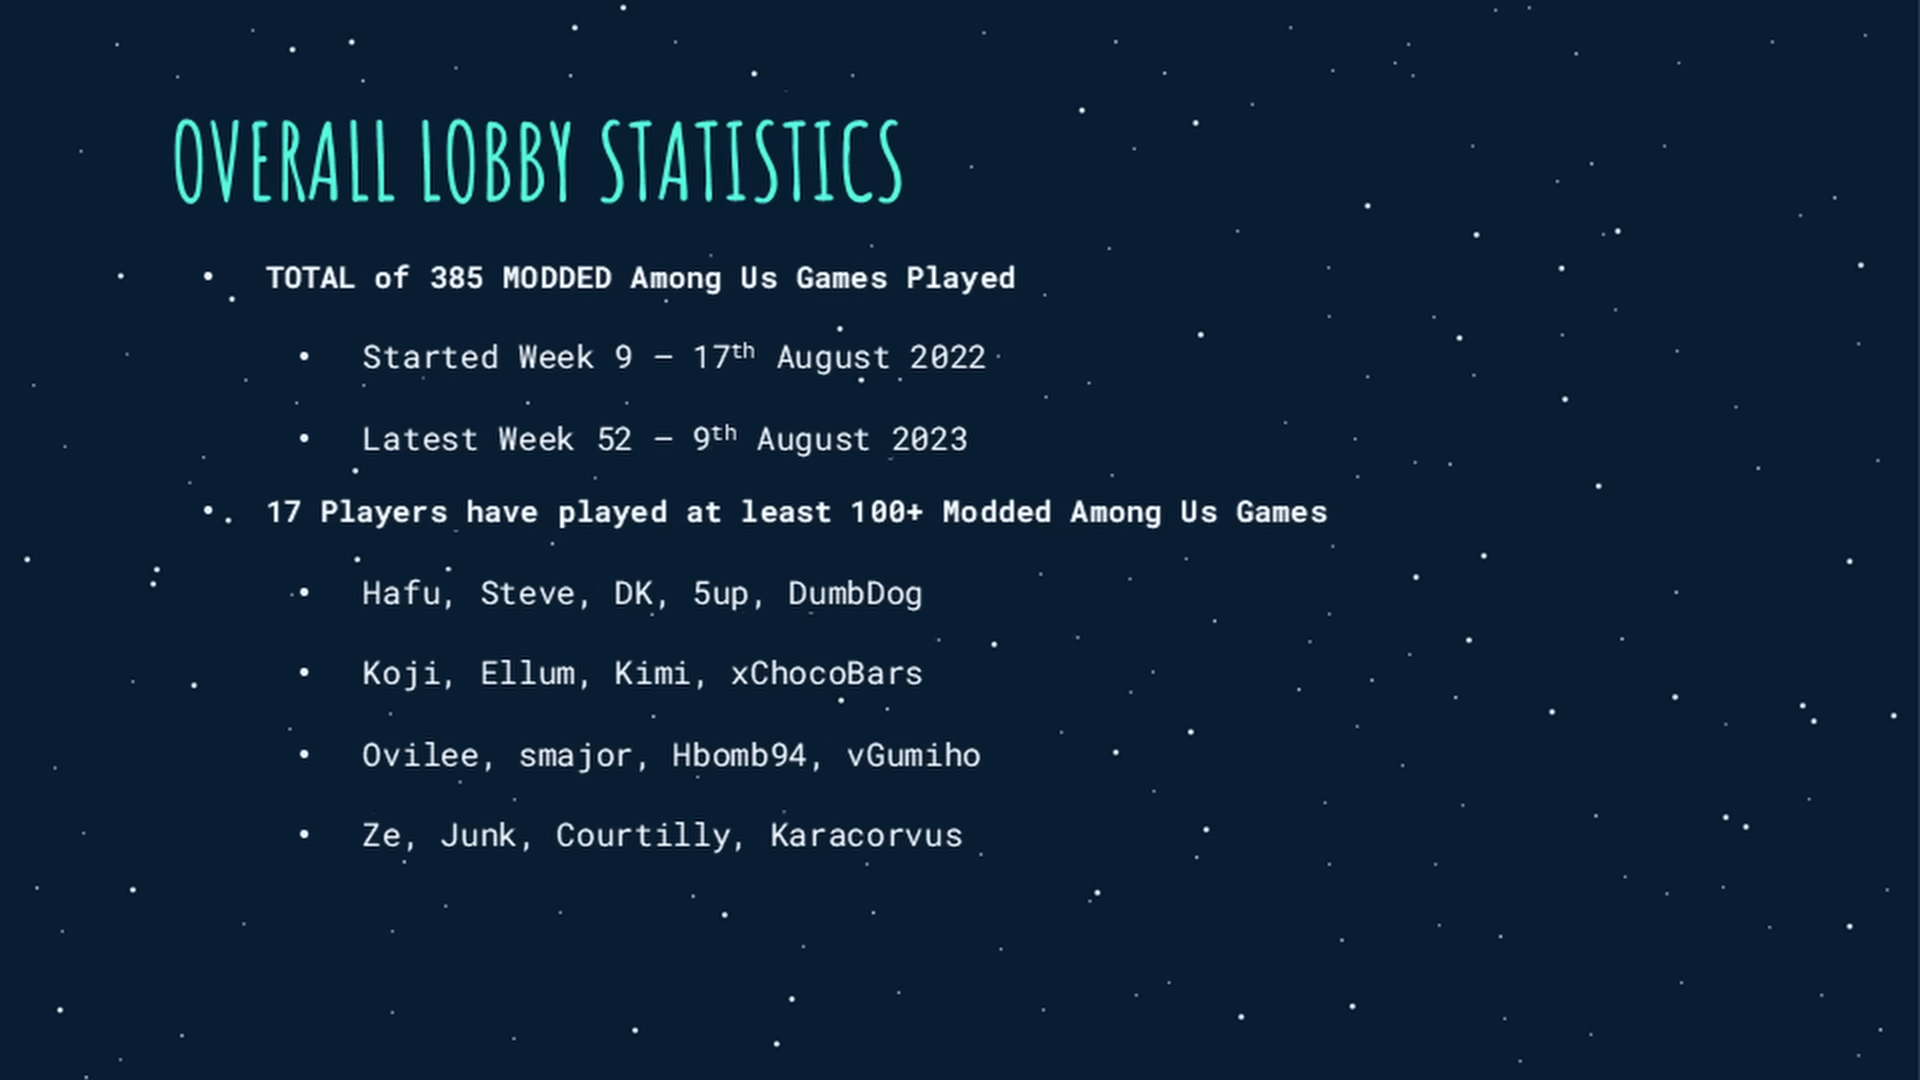 OVERALL LOBBY STATISTICS
• TOTAL of 385 MODDED Among Us Games Played
• Started Week 9 – 17th August 2022
• Latest Week 52 – 9th August 2023
• 17 Players have played at least 100+ Modded Among Us Games
• Hafu, Steve, DK, 5up, DumbDog
• Koji, Ellum, Kimi, xChocoBars
• Ovilee, smajor, Hbomb94, vGumiho
• Ze, Junk, Courtilly, Karacorvus